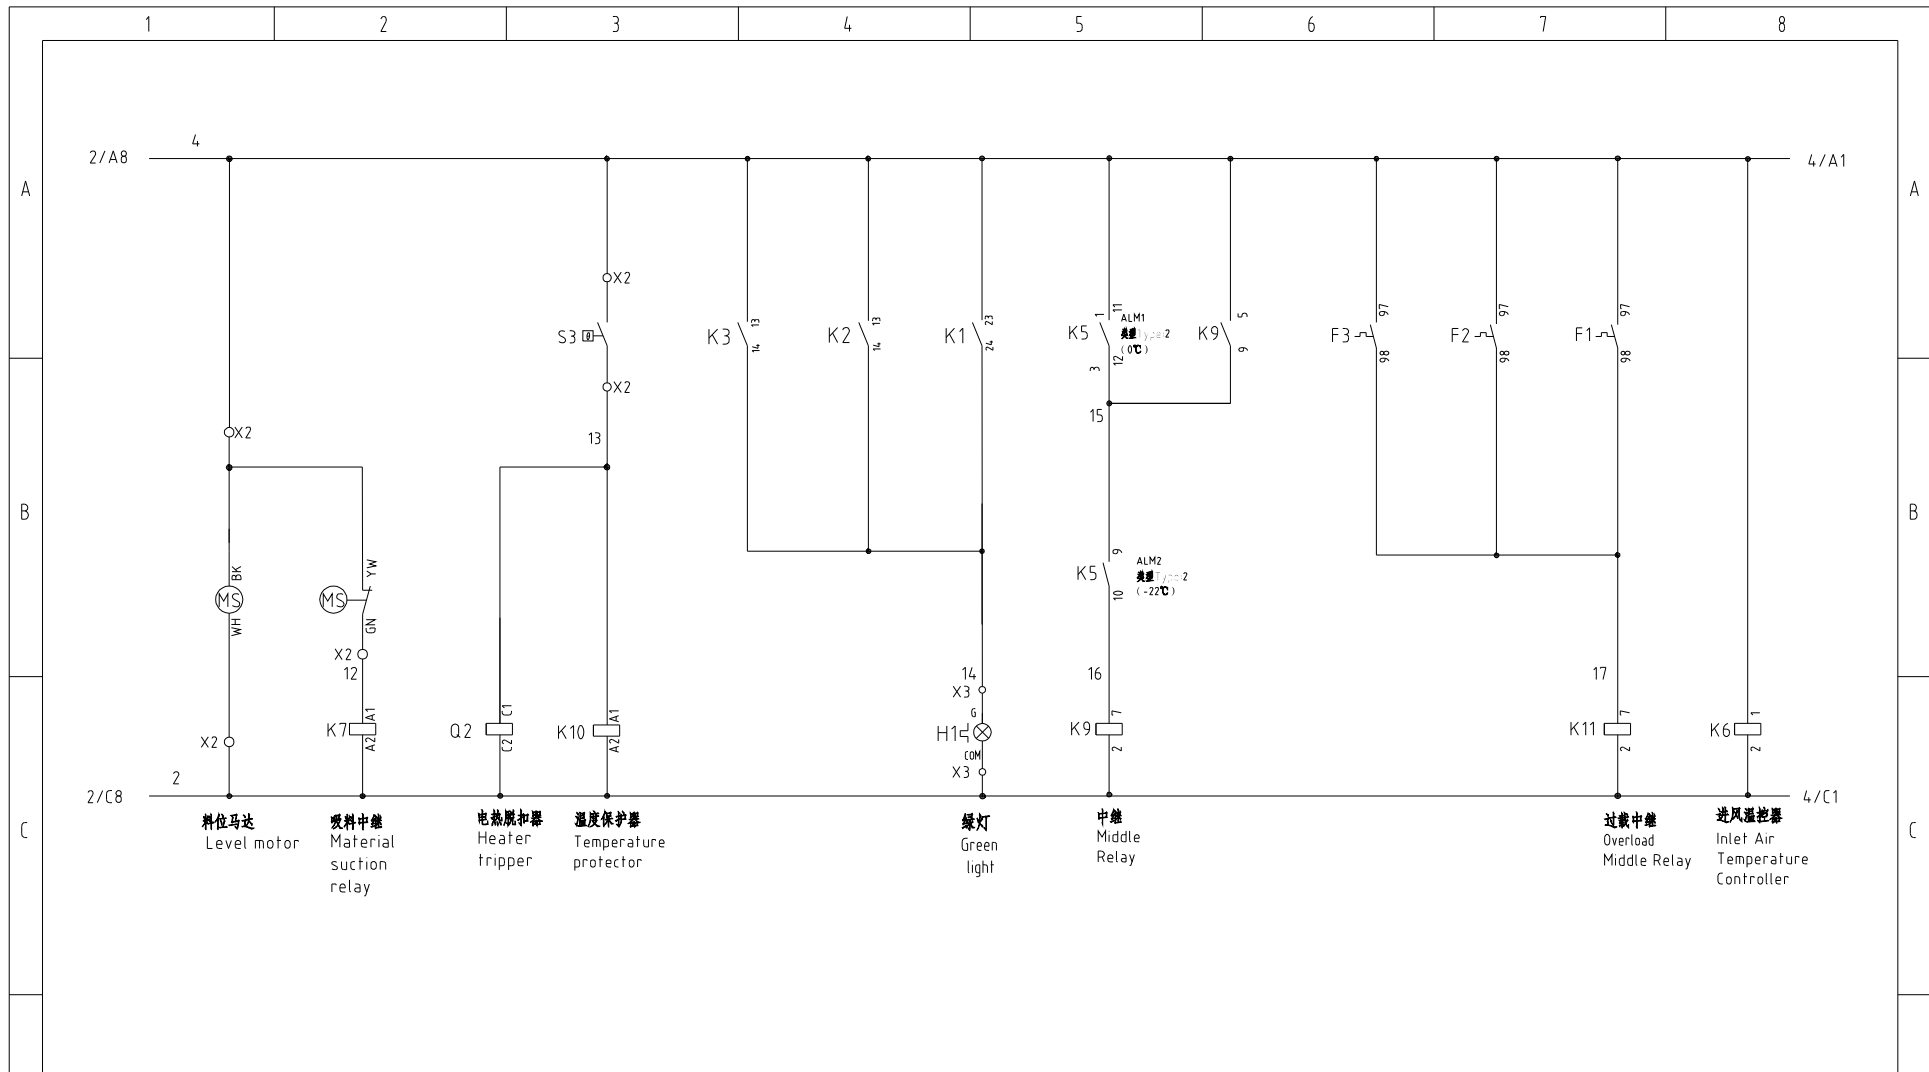 1 2 3 4 5 6 7 8
4
2/A8 4/A1
A A
X2
S3 θ
K3 13 14
K2 13 14
K1 23 24
K5 1 11 3 12
ALM1
类型 2
(0℃)
K9 5 9
F3 97 98
F2 97 98
F1 97 98
X2
15
13
X2
B B
BK
MS
WH
YW
MS
GN
X2
12
K5 9 10
ALM2
类型 2
(-22℃)
14
X3
16
17
K7 A1 A2
Q2 C1 C2
K10 A1 A2
G
H1
COM
X3
K9 7 2
K11 7 2
K6 1 2
X2
2
2/C8 4/C1
C C
料位马达
Level motor
吸料中继
Material
suction
relay
电热脱扣器
Heater
tripper
温度保护器
Temperature
protector
绿灯
Green
light
中继
Middle
Relay
过载中继
Overload
Middle Relay
进风温控器
Inlet Air
Temperature
Controller